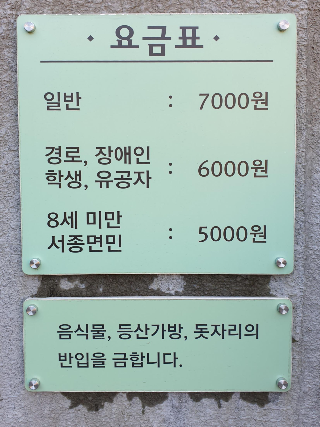 · 요금표 ·
일반 : 7000원
경로, 장애인
학생, 유공자 : 6000원
8세 미만
서종면민 : 5000원
음식물, 등산가방, 돗자리의
반입을 금합니다.